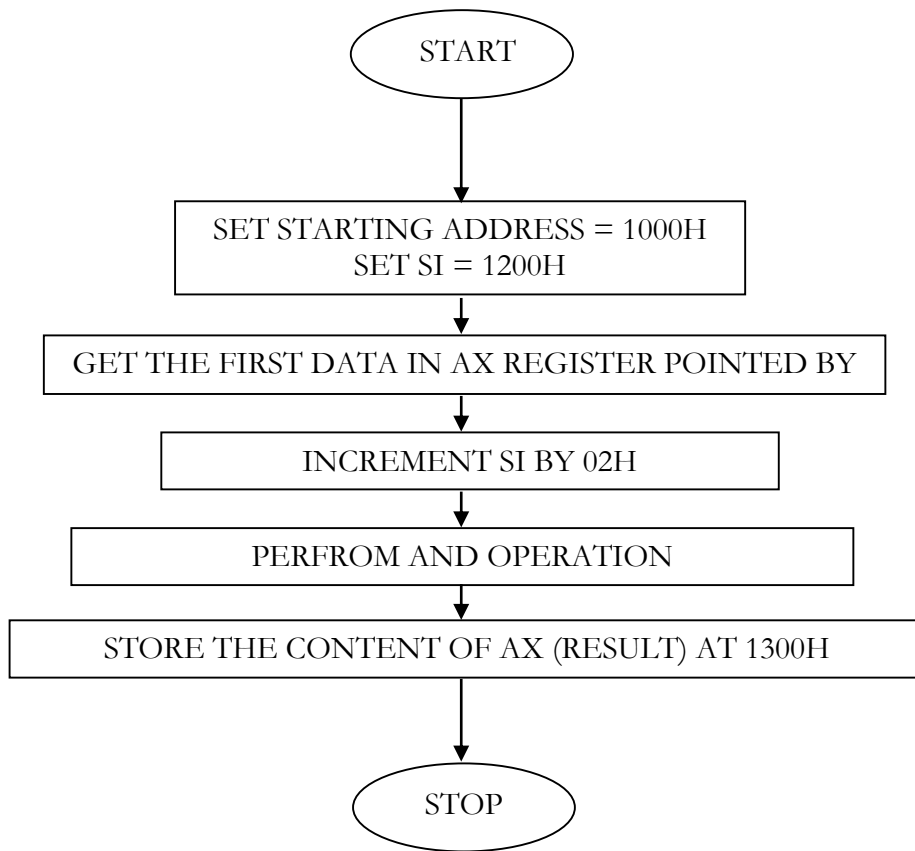 START
SET STARTING ADDRESS = 1000H
SET SI = 1200H
GET THE FIRST DATA IN AX REGISTER POINTED BY
INCREMENT SI BY 02H
PERFROM AND OPERATION
STORE THE CONTENT OF AX (RESULT) AT 1300H
STOP